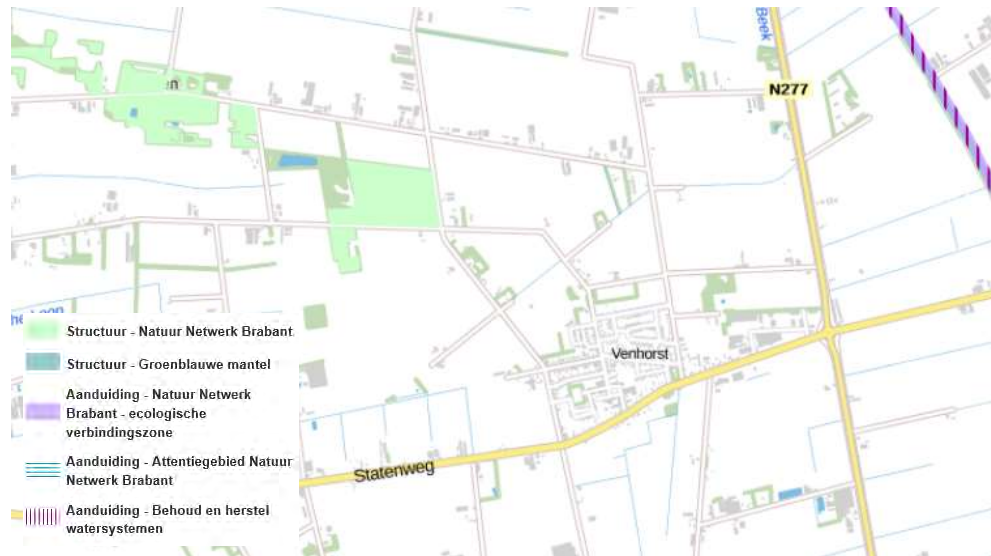 Beek
en
N277
Venhorst
Statenweg
Structuur - Natuur Netwerk Brabant
Structuur - Groenblauwe mantel
Aanduiding - Natuur Netwerk
Brabant - ecologische
verbindingszone
Aanduiding - Attentiegebied Natuur
Netwerk Brabant
Aanduiding - Behoud en herstel
watersystemen